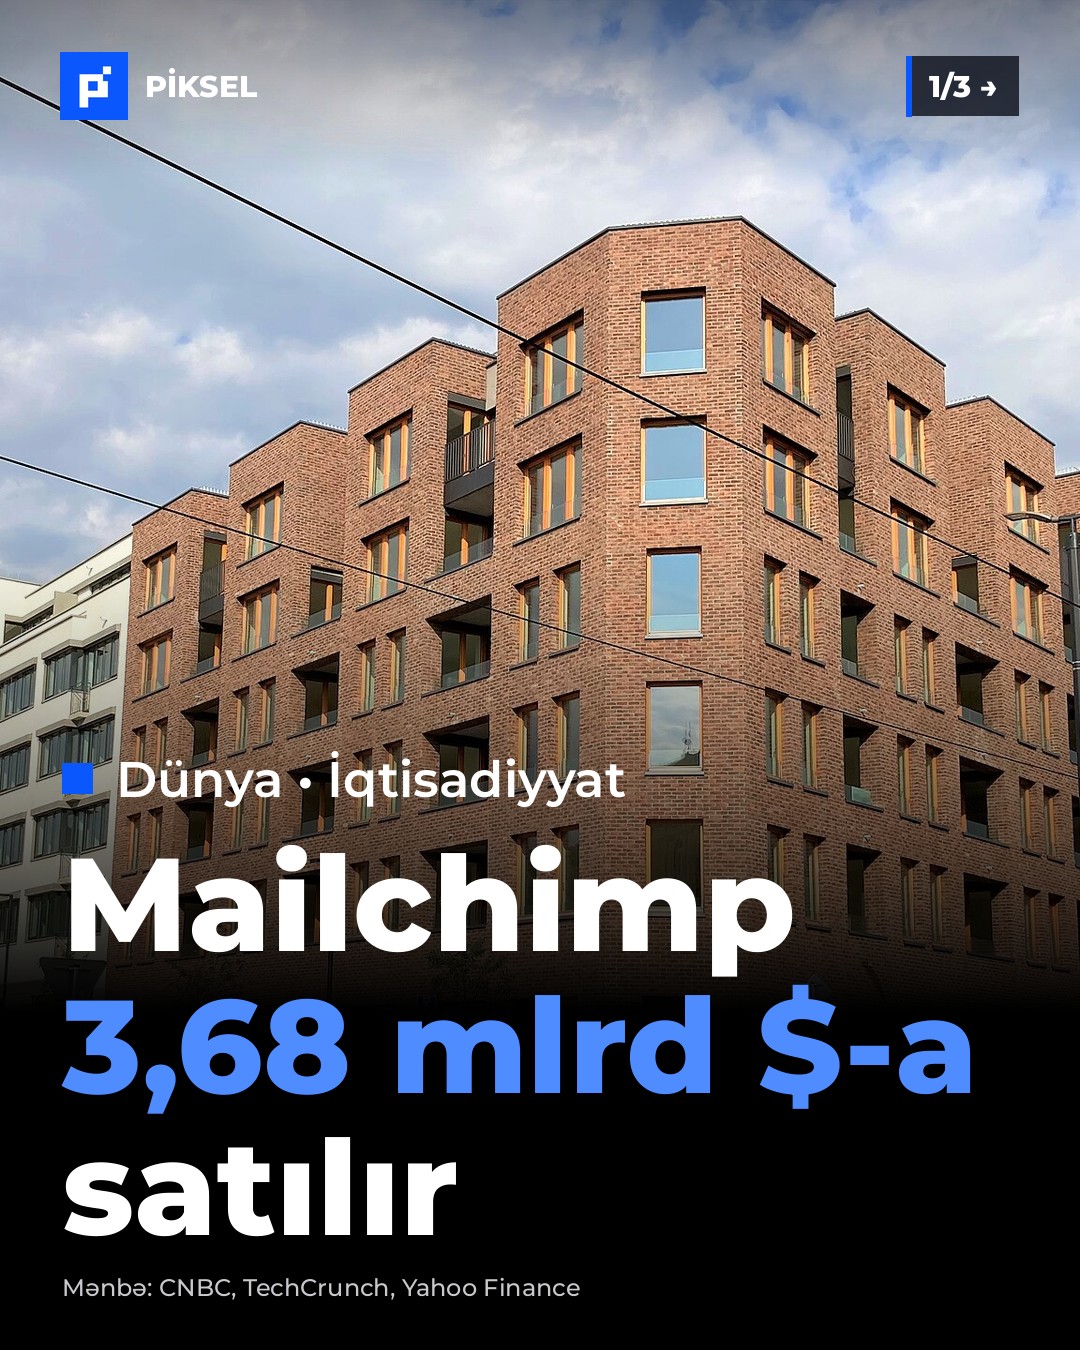 PİKSEL
1/3 →
Dünya • İqtisadiyyat
Mailchimp
3,68 mlrd $-a
satılır
Mənbə: CNBC, TechCrunch, Yahoo Finance